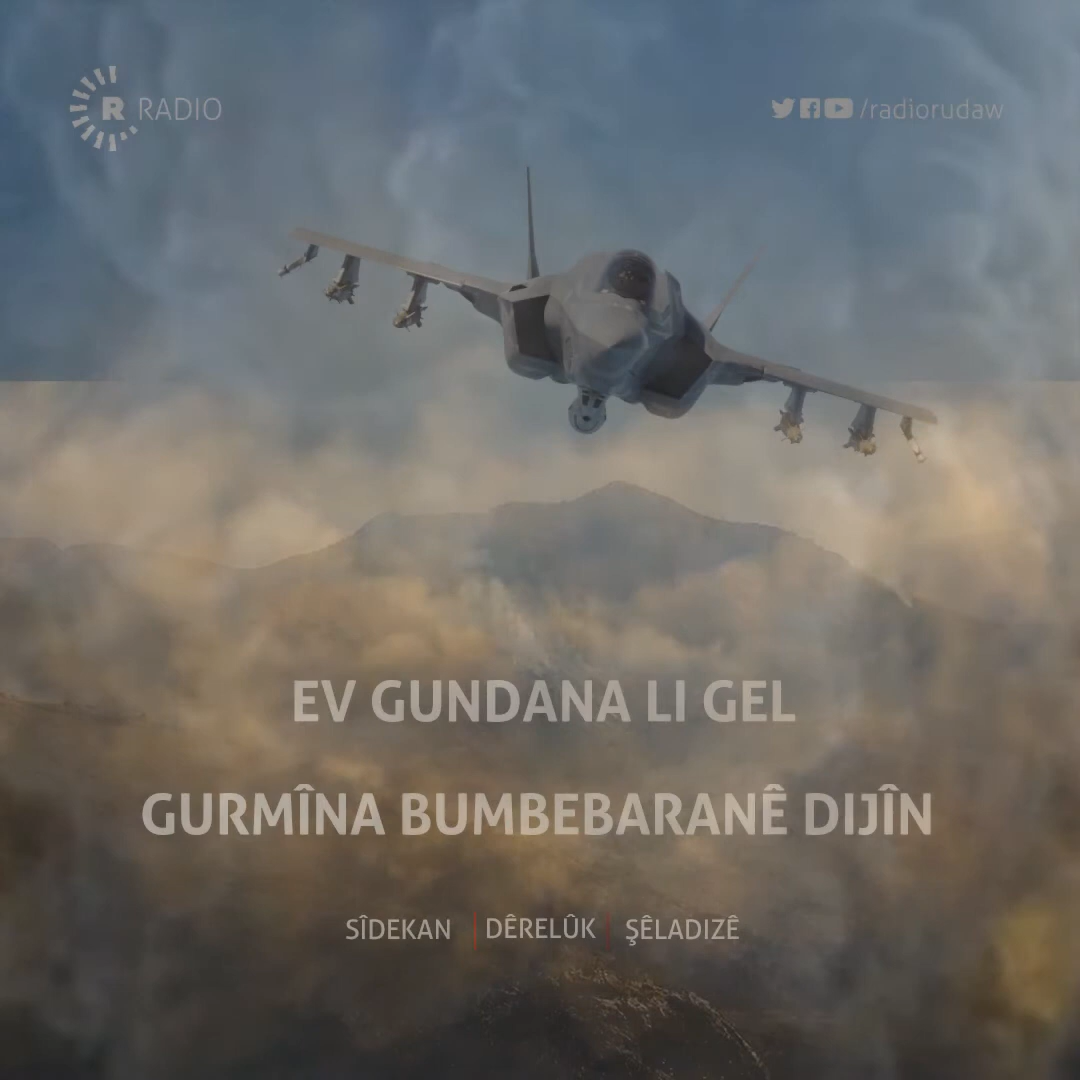 R RADIO
/radiorudaw
EV GUNDANA LI GEL
GURMÎNA BUMBEBARANÊ DIJÎN
SÎDEKAN | DÊRELÛK | ŞÊLADIZÊ